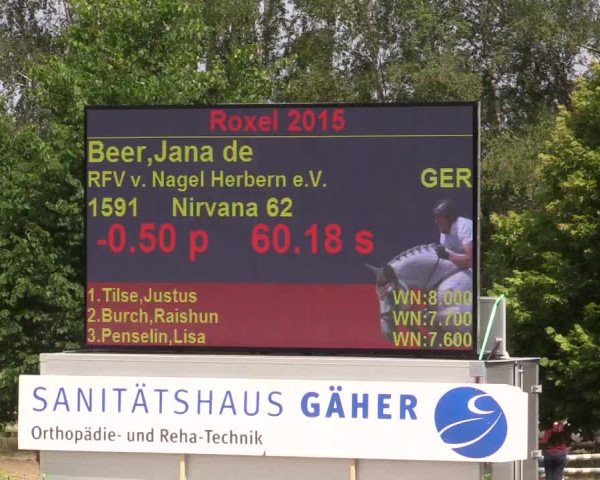 Roxel 2015
Beer,Jana de
RFV v. Nagel Herbern e.V. GER
1591 Nirvana 62
-0.50 p 60.18 s
1.Tilse,Justus WN:8.000
2.Burch,Raishun WN:7.700
3.Penselin,Lisa WN:7.600
SANITÄTSHAUS GÄHER
Orthopädie- und Reha-Technik